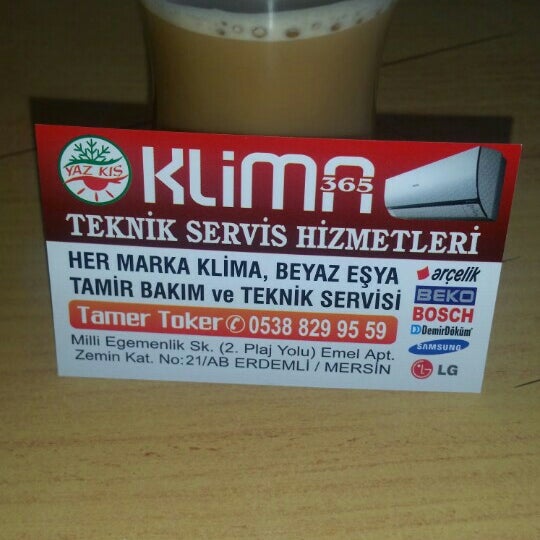 YAZ KIŞ
KLiMA
365
TEKNİK SERVİS HİZMETLERİ
HER MARKA KLİMA, BEYAZ EŞYA
TAMİR BAKIM ve TEKNİK SERVİSİ
Tamer Toker 0538 829 95 59
Milli Egemenlik Sk. (2. Plaj Yolu) Emel Apt.
Zemin Kat. No:21/AB ERDEMLİ / MERSİN
arçelik
BEKO
BOSCH
DemirDöküm
SAMSUNG
LG